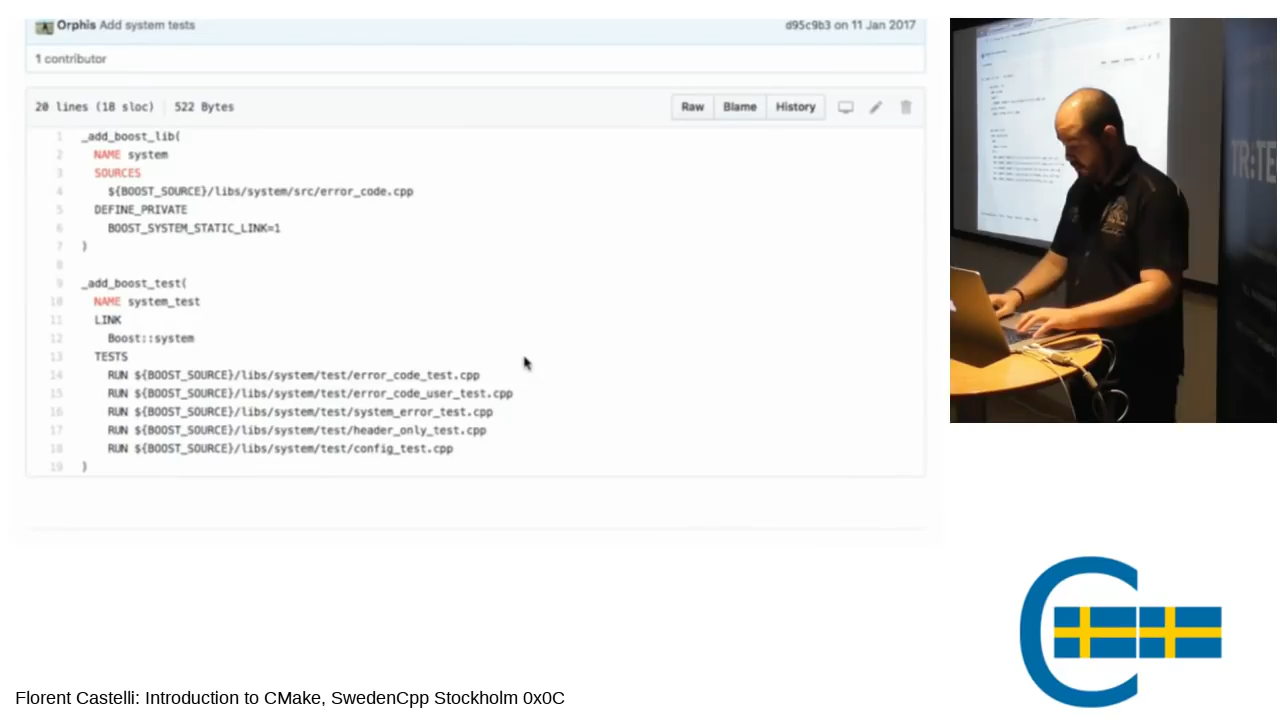 Orphis Add system tests
d95c9b3 on 11 Jan 2017
1 contributor
20 lines (18 sloc) 522 Bytes
Raw Blame History
1 _add_boost_lib(
2 NAME system
3 SOURCES
4 ${BOOST_SOURCE}/libs/system/src/error_code.cpp
5 DEFINE_PRIVATE
6 BOOST_SYSTEM_STATIC_LINK=1
7 )
8
9 _add_boost_test(
10 NAME system_test
11 LINK
12 Boost::system
13 TESTS
14 RUN ${BOOST_SOURCE}/libs/system/test/error_code_test.cpp
15 RUN ${BOOST_SOURCE}/libs/system/test/error_code_user_test.cpp
16 RUN ${BOOST_SOURCE}/libs/system/test/system_error_test.cpp
17 RUN ${BOOST_SOURCE}/libs/system/test/header_only_test.cpp
18 RUN ${BOOST_SOURCE}/libs/system/test/config_test.cpp
19 )
TR:TE
C
Florent Castelli: Introduction to CMake, SwedenCpp Stockholm 0x0C